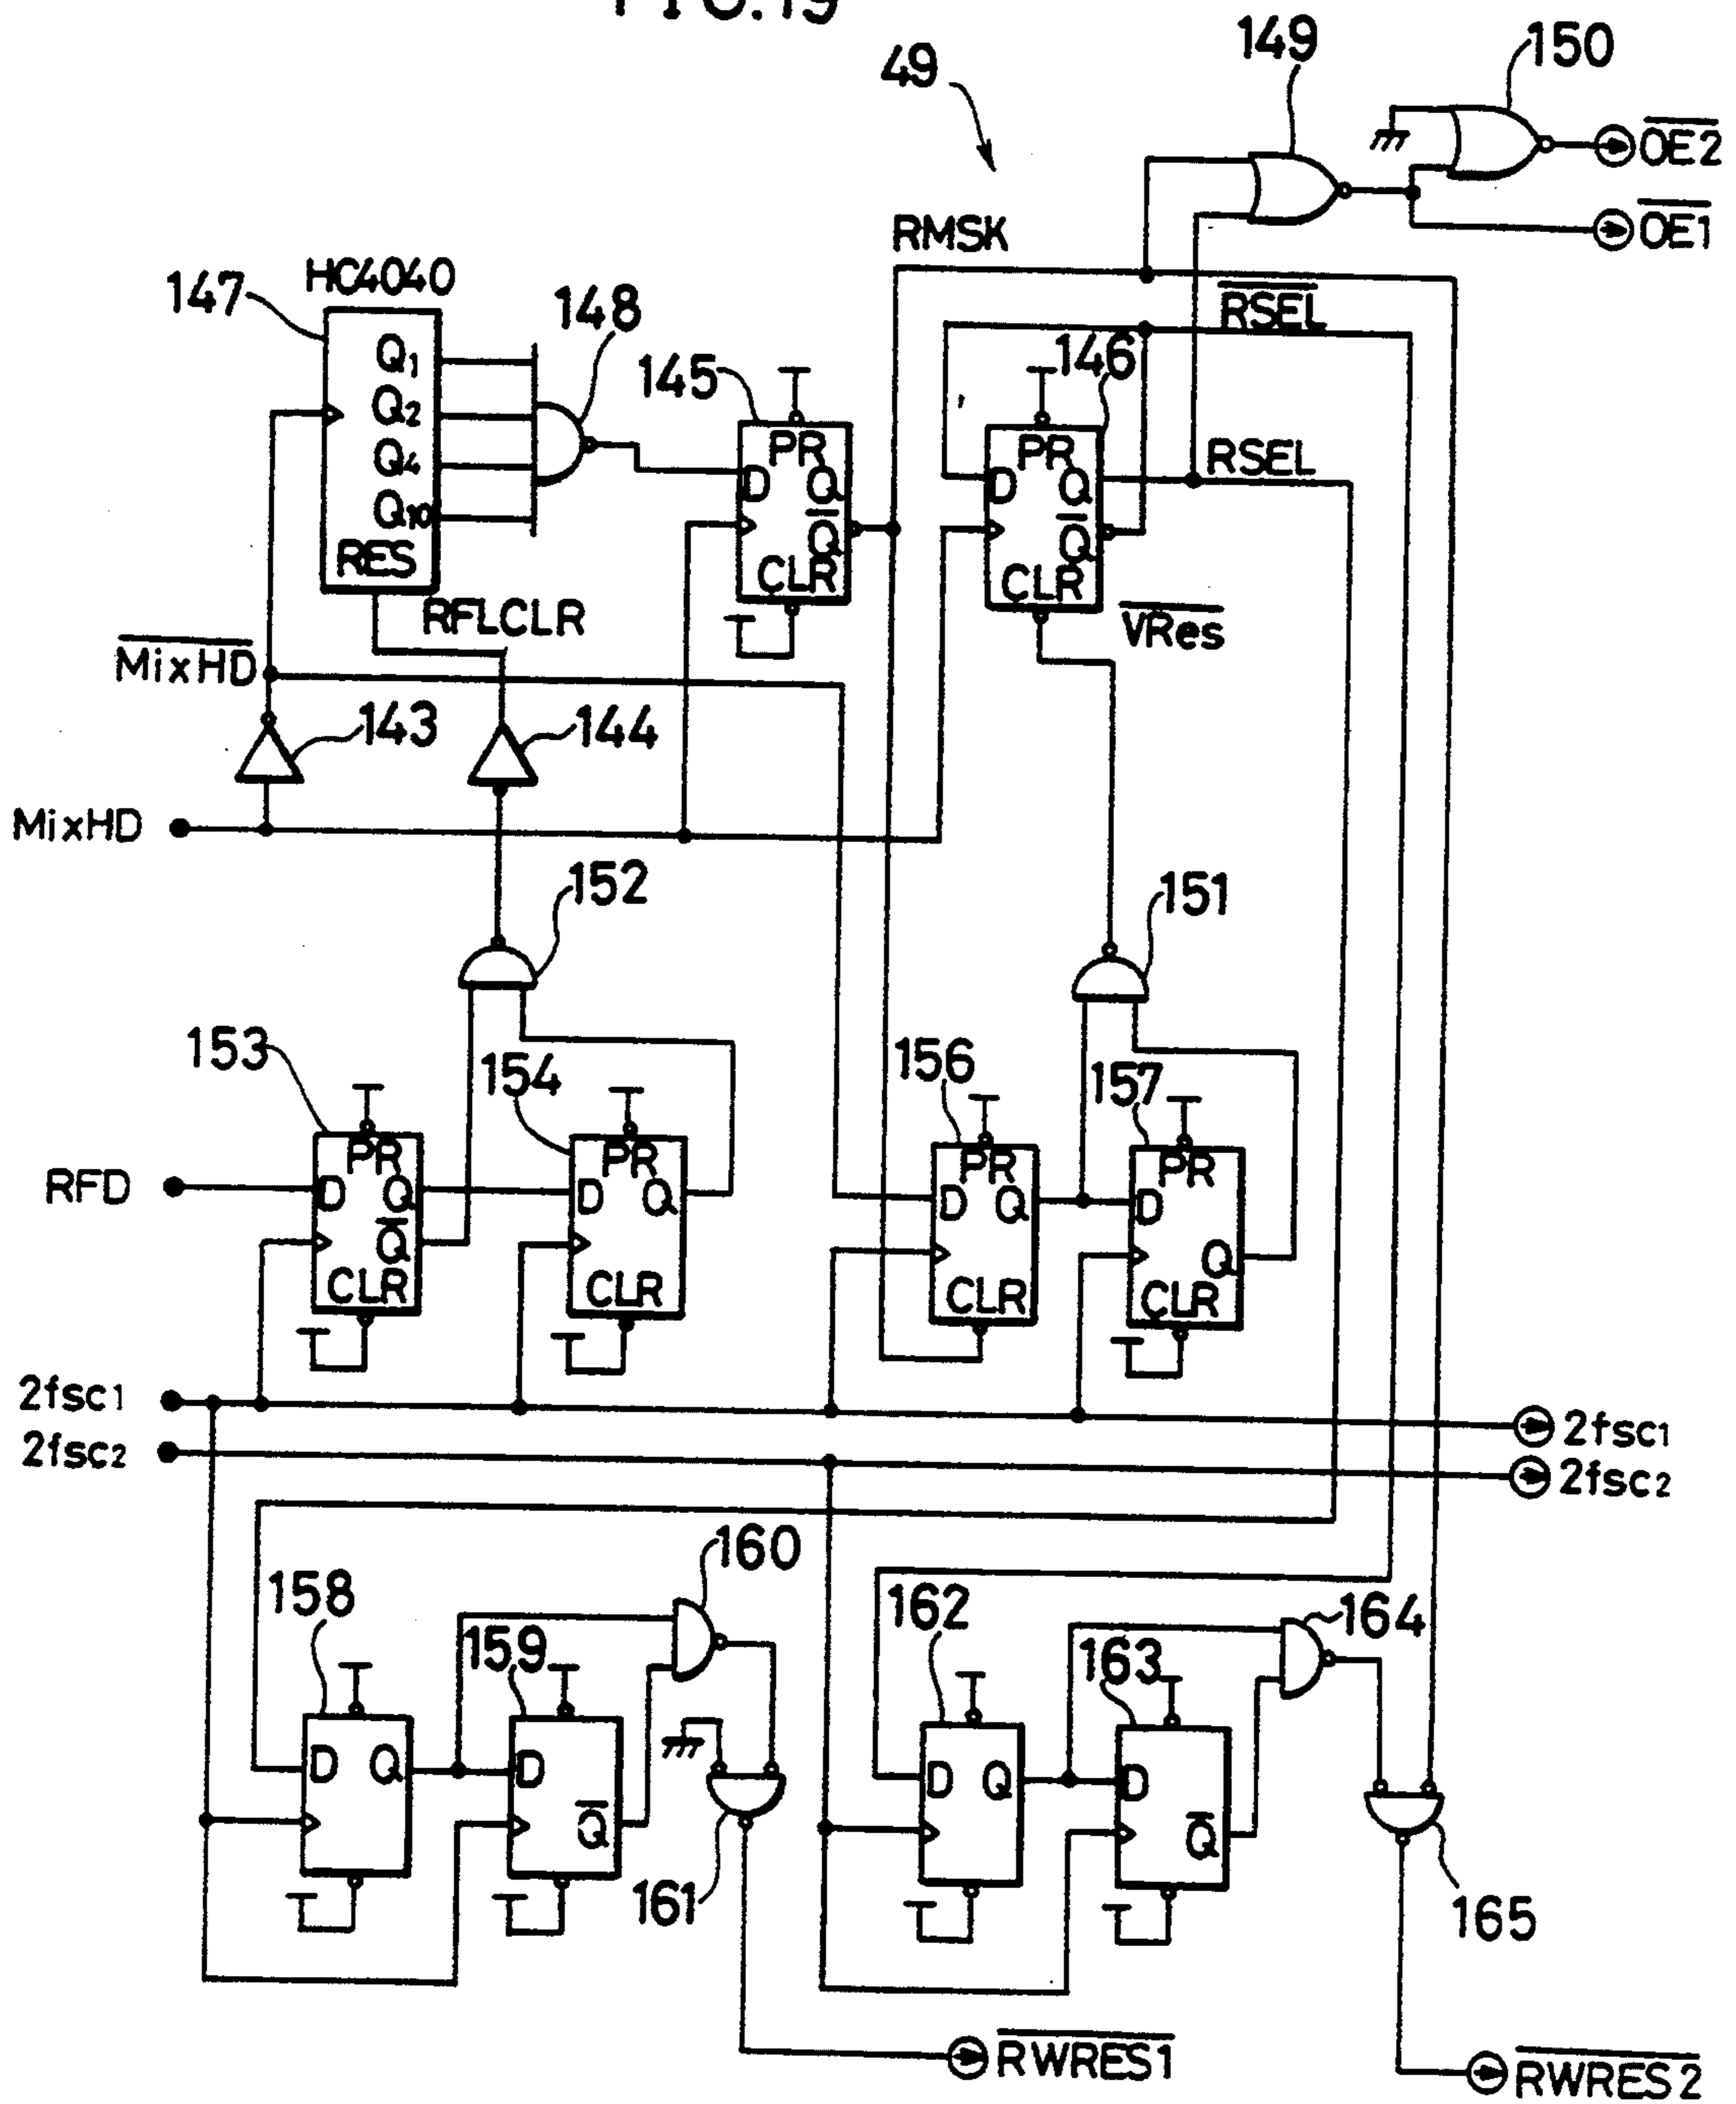 FIG.19
49
149
150
OE2
OE1
RMSK
HC4040
147
148
145
RSEL
146
Q1
Q2
Q4
Q10
RES
PR
D Q
Q
CLR
PR
D Q
Q
CLR
RSEL
RFLCLR
VRes
MixHD
143
144
MixHD
152
151
153
154
156
157
RFD
PR
D Q
Q
CLR
PR
D Q
CLR
PR
D Q
CLR
PR
D
Q
CLR
2fsc1
2fsc2
2fsc1
2fsc2
158
159
160
162
163
164
D Q
D
Q
D Q
D
Q
161
165
RWRES1
RWRES2